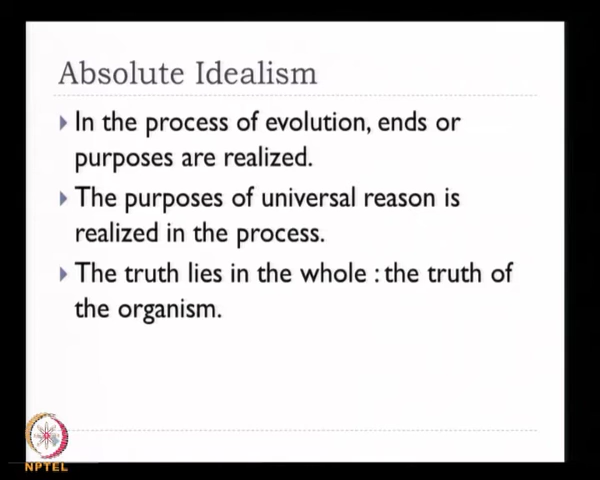 Absolute Idealism
In the process of evolution, ends or
purposes are realized.
The purposes of universal reason is
realized in the process.
The truth lies in the whole : the truth of
the organism.
NPTEL